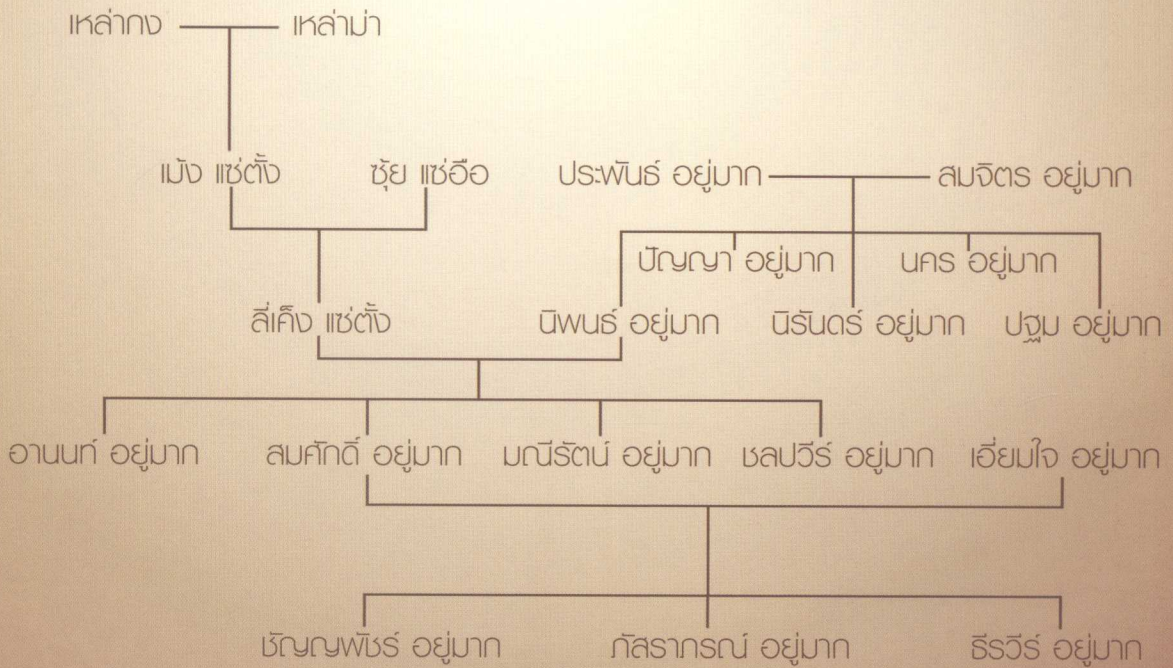 เหล่ากง เหล่าม่า
เม้ง แซ่ตั้ง ซุ้ย แซ่อือ ประพันธ์ อยู่มาก สมจิตร อยู่มาก
ปัญญา อยู่มาก นคร อยู่มาก
ลี่เค็ง แซ่ตั้ง นิพนธ์ อยู่มาก นิรันดร์ อยู่มาก ปฐม อยู่มาก
อานนท์ อยู่มาก สมศักดิ์ อยู่มาก มณีรัตน์ อยู่มาก ชลปวีร์ อยู่มาก เอี่ยมใจ อยู่มาก
ชัญญพัชร์ อยู่มาก ภัสราภรณ์ อยู่มาก ธีรวีร์ อยู่มาก